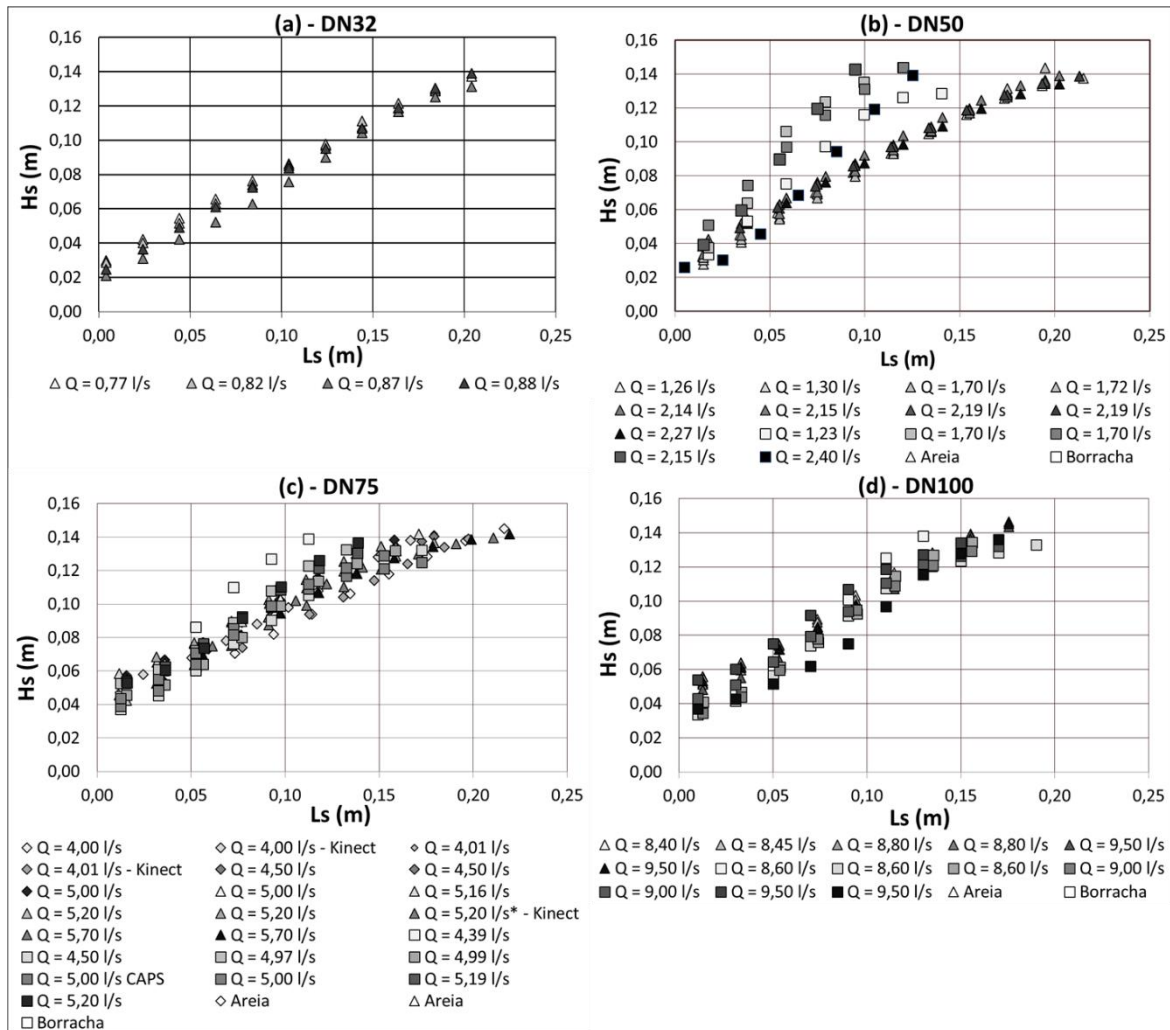 (a) - DN32
Hs (m)
0,16
0,14
0,12
0,10
0,08
0,06
0,04
0,02
0,00
0,00 0,05 0,10 0,15 0,20 0,25
Ls (m)
Q = 0,77 l/s Q = 0,82 l/s Q = 0,87 l/s Q = 0,88 l/s
(b) - DN50
Hs (m)
0,16
0,14
0,12
0,10
0,08
0,06
0,04
0,02
0,00
0,00 0,05 0,10 0,15 0,20 0,25
Ls (m)
Q = 1,26 l/s Q = 1,30 l/s Q = 1,70 l/s Q = 1,72 l/s
Q = 2,14 l/s Q = 2,15 l/s Q = 2,19 l/s Q = 2,19 l/s
Q = 2,27 l/s Q = 1,23 l/s Q = 1,70 l/s Q = 1,70 l/s
Q = 2,15 l/s Q = 2,40 l/s Areia Borracha
(c) - DN75
Hs (m)
0,16
0,14
0,12
0,10
0,08
0,06
0,04
0,02
0,00
0,00 0,05 0,10 0,15 0,20 0,25
Ls (m)
Q = 4,00 l/s Q = 4,00 l/s - Kinect Q = 4,01 l/s
Q = 4,01 l/s - Kinect Q = 4,50 l/s Q = 4,50 l/s
Q = 5,00 l/s Q = 5,00 l/s Q = 5,16 l/s
Q = 5,20 l/s Q = 5,20 l/s Q = 5,20 l/s* - Kinect
Q = 5,70 l/s Q = 5,70 l/s Q = 4,39 l/s
Q = 4,50 l/s Q = 4,97 l/s Q = 4,99 l/s
Q = 5,00 l/s CAPS Q = 5,00 l/s Q = 5,19 l/s
Q = 5,20 l/s Areia Areia
Borracha
(d) - DN100
Hs (m)
0,16
0,14
0,12
0,10
0,08
0,06
0,04
0,02
0,00
0,00 0,05 0,10 0,15 0,20 0,25
Ls (m)
Q = 8,40 l/s Q = 8,45 l/s Q = 8,80 l/s Q = 8,80 l/s Q = 9,50 l/s
Q = 9,50 l/s Q = 8,60 l/s Q = 8,60 l/s Q = 8,60 l/s Q = 9,00 l/s
Q = 9,00 l/s Q = 9,50 l/s Q = 9,50 l/s Areia Borracha